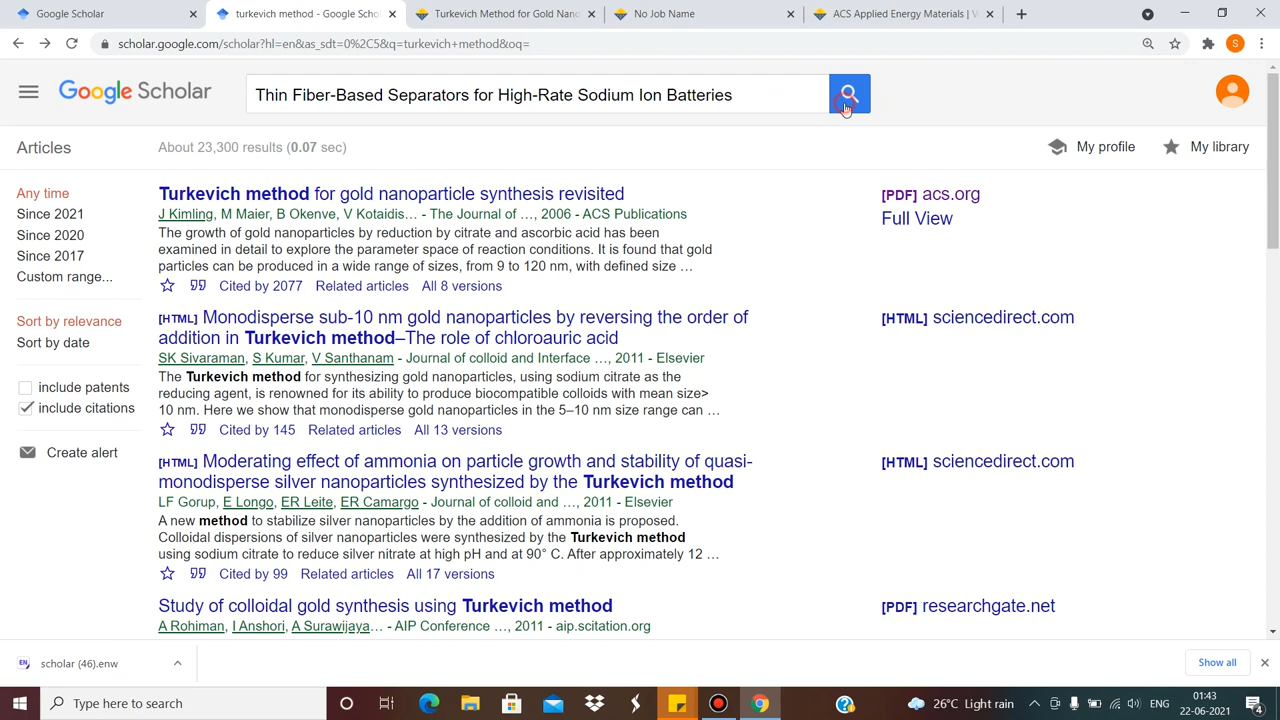 Google Scholar
turkevich method - Google Scho
Turkevich Method for Gold Nano
No Job Name
ACS Applied Energy Materials | V
scholar.google.com/scholar?hl=en&as_sdt=0%2C5&q=turkevich+method&oq=
S
Google Scholar
Thin Fiber-Based Separators for High-Rate Sodium Ion Batteries
Articles
About 23,300 results (0.07 sec)
My profile
My library
Any time
Since 2021
Since 2020
Since 2017
Custom range...
Sort by relevance
Sort by date
include patents
include citations
Create alert
Turkevich method for gold nanoparticle synthesis revisited
J Kimling, M Maier, B Okenve, V Kotaidis… - The Journal of …, 2006 - ACS Publications
The growth of gold nanoparticles by reduction by citrate and ascorbic acid has been
examined in detail to explore the parameter space of reaction conditions. It is found that gold
particles can be produced in a wide range of sizes, from 9 to 120 nm, with defined size …
Cited by 2077 Related articles All 8 versions
[PDF] acs.org
Full View
[HTML] Monodisperse sub-10 nm gold nanoparticles by reversing the order of
addition in Turkevich method–The role of chloroauric acid
SK Sivaraman, S Kumar, V Santhanam - Journal of colloid and Interface …, 2011 - Elsevier
The Turkevich method for synthesizing gold nanoparticles, using sodium citrate as the
reducing agent, is renowned for its ability to produce biocompatible colloids with mean size>
10 nm. Here we show that monodisperse gold nanoparticles in the 5–10 nm size range can …
Cited by 145 Related articles All 13 versions
[HTML] sciencedirect.com
[HTML] Moderating effect of ammonia on particle growth and stability of quasi-
monodisperse silver nanoparticles synthesized by the Turkevich method
LF Gorup, E Longo, ER Leite, ER Camargo - Journal of colloid and …, 2011 - Elsevier
A new method to stabilize silver nanoparticles by the addition of ammonia is proposed.
Colloidal dispersions of silver nanoparticles were synthesized by the Turkevich method
using sodium citrate to reduce silver nitrate at high pH and at 90° C. After approximately 12 …
Cited by 99 Related articles All 17 versions
[HTML] sciencedirect.com
Study of colloidal gold synthesis using Turkevich method
A Rohiman, I Anshori, A Surawijaya… - AIP Conference …, 2011 - aip.scitation.org
[PDF] researchgate.net
EN
scholar (46).enw
Show all
Type here to search
26°C Light rain
ENG
01:43
22-06-2021
4